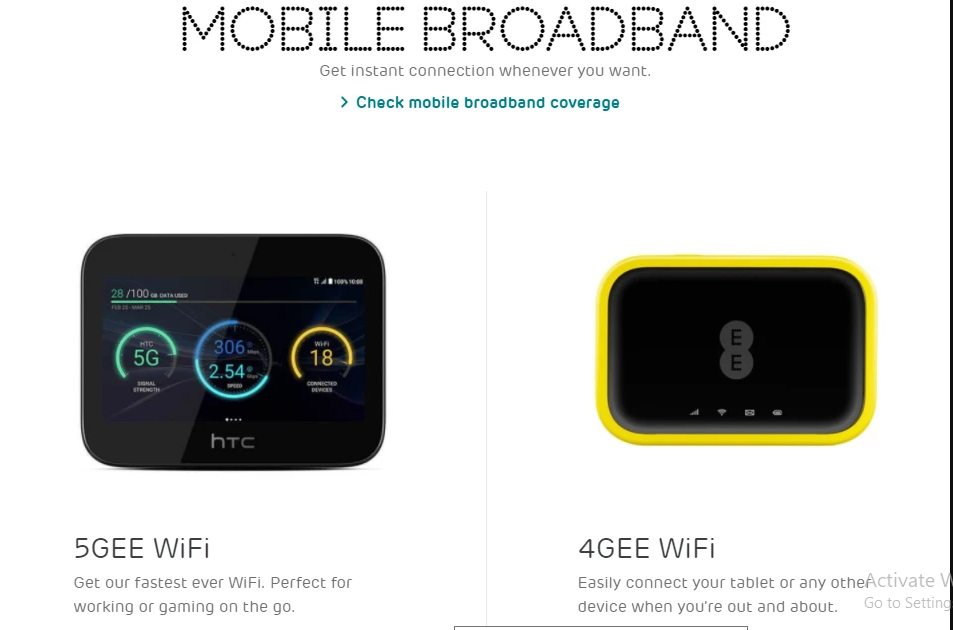 MOBILE BROADBAND
Get instant connection whenever you want.
Check mobile broadband coverage
100% 10:08
28 /100 GB DATA USED
FEB 25 - MAR 25
HTC
5G
SIGNAL
STRENGTH
306 Mbps
2.54
SPEED
Wi-Fi
18
CONNECTED
DEVICES
hTC
E
E
5GEE WiFi
Get our fastest ever WiFi. Perfect for
working or gaming on the go.
4GEE WiFi
Easily connect your tablet or any other
device when you're out and about.
Activate W
Go to Setting